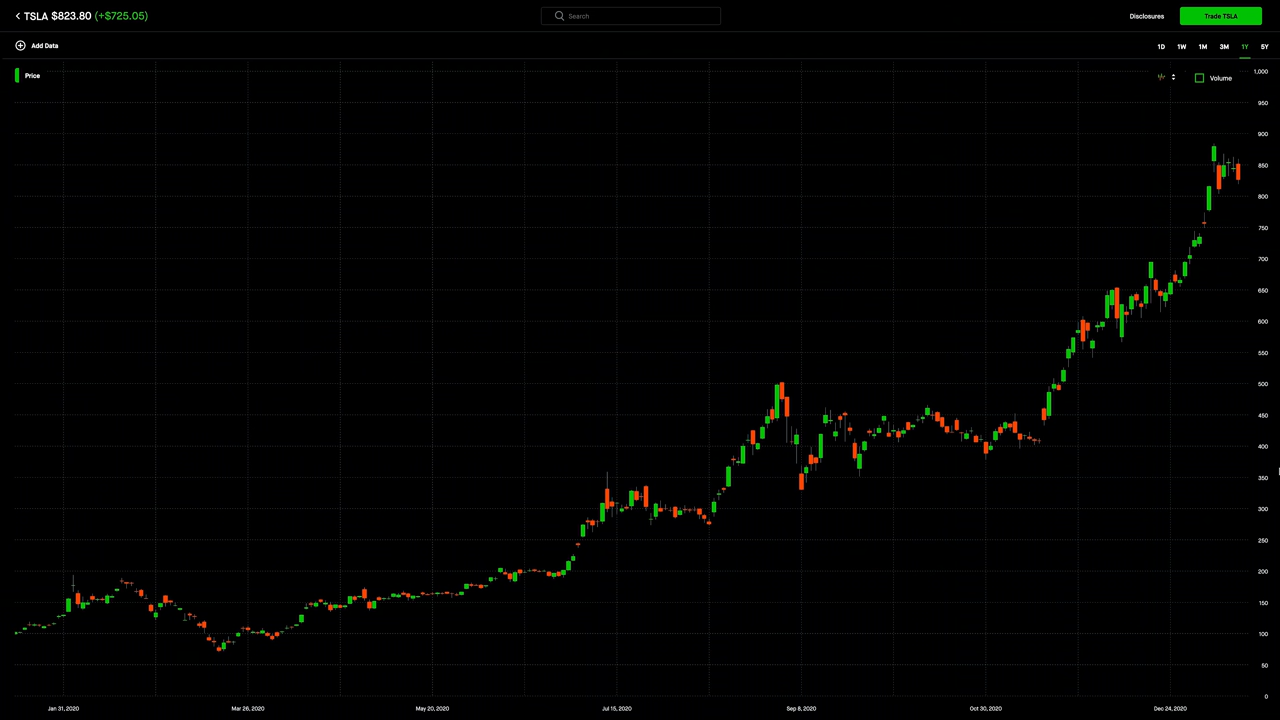 TSLA $823.80 (+$725.05)
Search
Disclosures
Trade TSLA
Add Data
1D 1W 1M 3M 1Y 5Y
Price
Volume
1,000
950
900
850
800
750
700
650
600
550
500
450
400
350
300
250
200
150
100
50
0
Jan 31, 2020 Mar 26, 2020 May 20, 2020 Jul 15, 2020 Sep 8, 2020 Oct 30, 2020 Dec 24, 2020